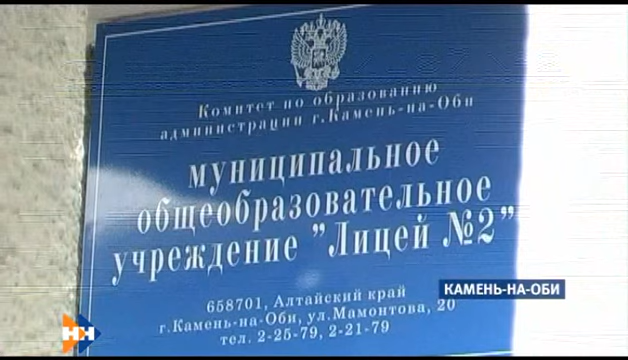 Комитет по образованию
администрации г.Камень-на-Оби
муниципальное
общеобразовательное
учреждение "Лицей №2"
658701, Алтайский край
г.Камень-на-Оби, ул.Мамонтова, 20
тел. 2-25-79, 2-21-79
КАМЕНЬ-НА-ОБИ
НН